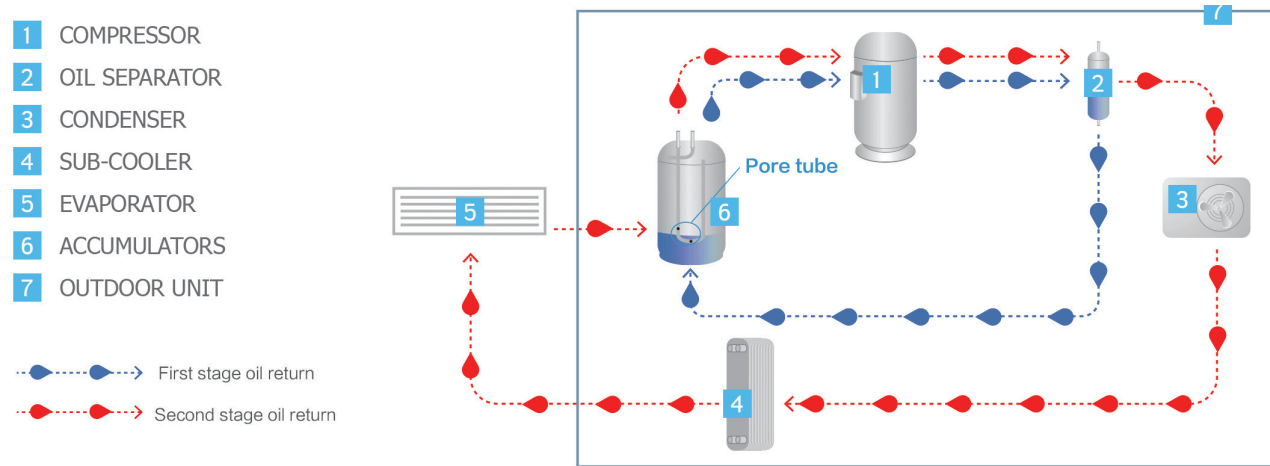 1 COMPRESSOR
2 OIL SEPARATOR
3 CONDENSER
4 SUB-COOLER
5 EVAPORATOR
6 ACCUMULATORS
7 OUTDOOR UNIT
First stage oil return
Second stage oil return
7
1
2
Pore tube
3
5
6
4